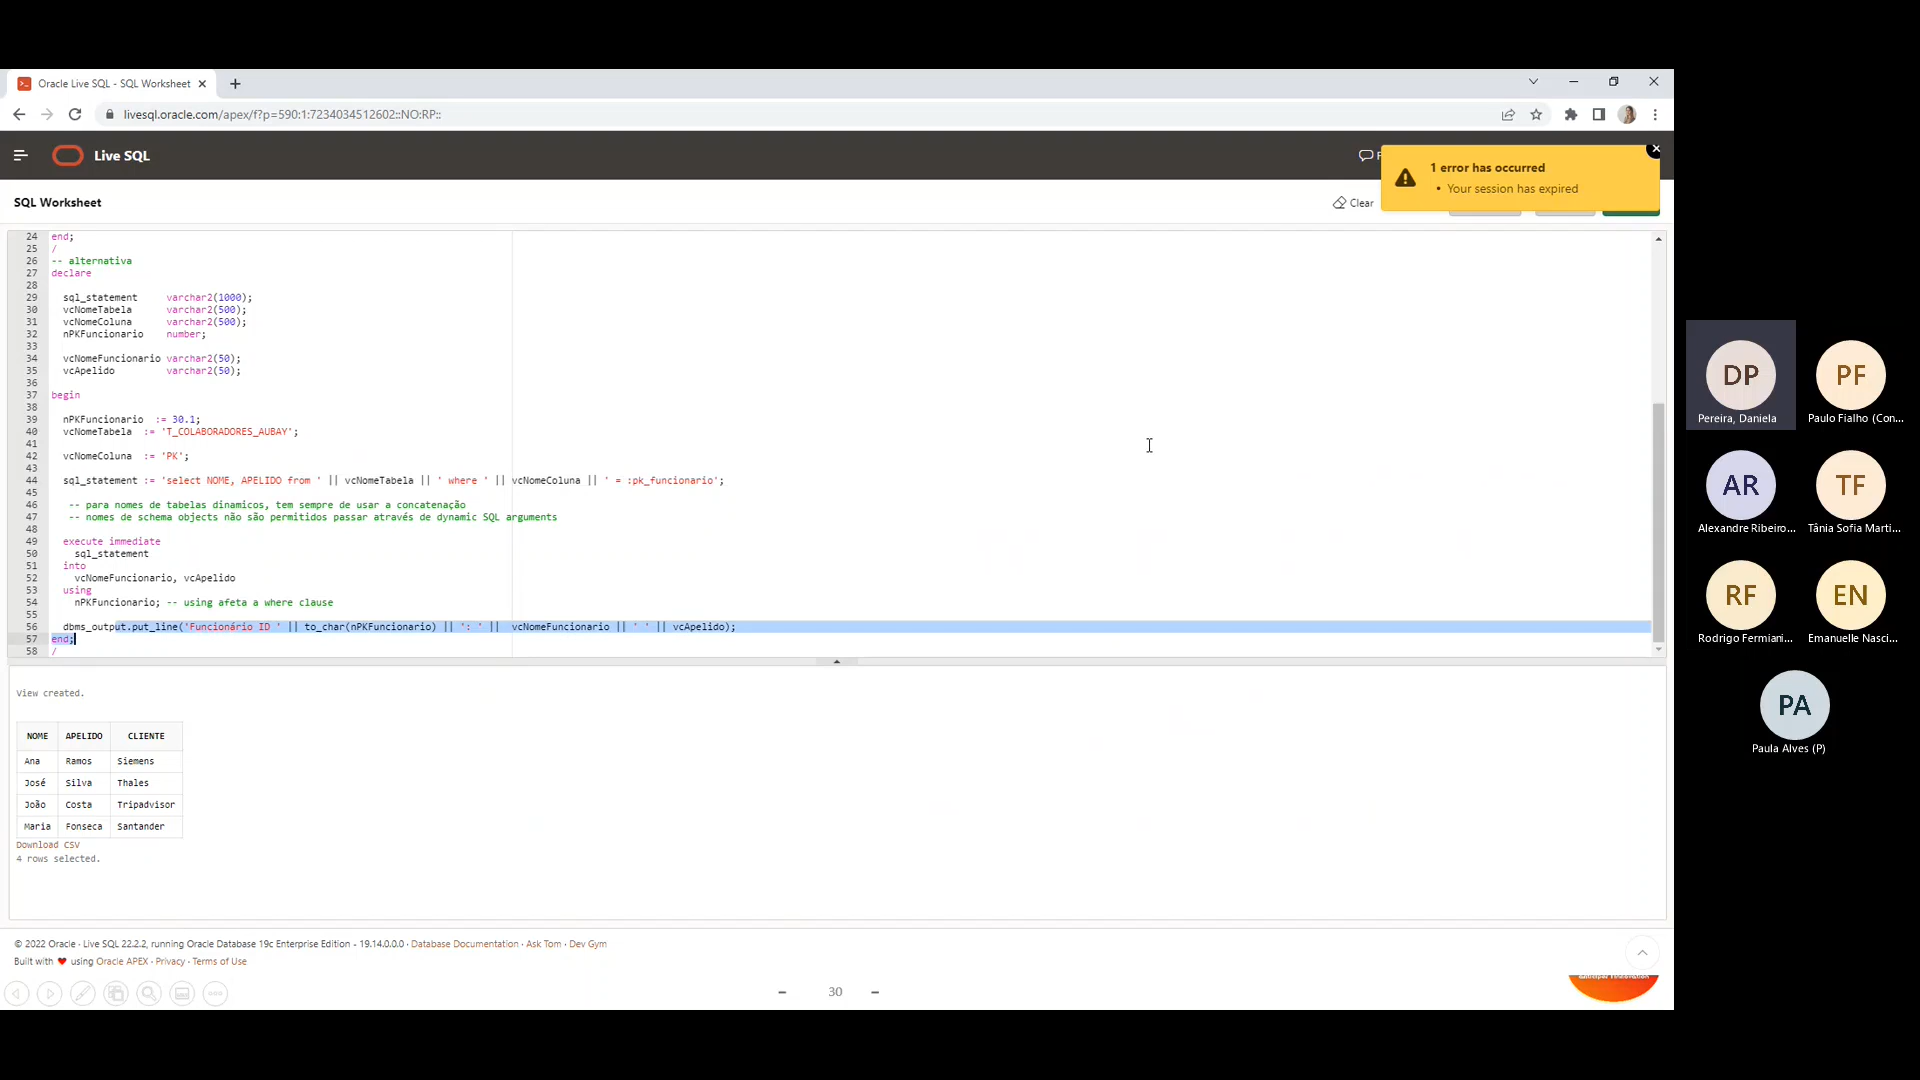 Oracle Live SQL - SQL Worksheet
livesql.oracle.com/apex/f?p=590:1:7234034512602::NO:RP::
Live SQL
F
1 error has occurred
• Your session has expired
SQL Worksheet
Clear
24 end;
25 /
26 -- alternativa
27 declare
28
29 sql_statement varchar2(1000);
30 vcNomeTabela varchar2(500);
31 vcNomeColuna varchar2(500);
32 nPKFuncionario number;
33
34 vcNomeFuncionario varchar2(50);
35 vcApelido varchar2(50);
36
37 begin
38
39 nPKFuncionario := 30.1;
40 vcNomeTabela := 'T_COLABORADORES_AUBAY';
41
42 vcNomeColuna := 'PK';
43
44 sql_statement := 'select NOME, APELIDO from ' || vcNomeTabela || ' where ' || vcNomeColuna || ' = :pk_funcionario';
45
46 -- para nomes de tabelas dinamicos, tem sempre de usar a concatenação
47 -- nomes de schema objects não são permitidos passar através de dynamic SQL arguments
48
49 execute immediate
50 sql_statement
51 into
52 vcNomeFuncionario, vcApelido
53 using
54 nPKFuncionario; -- using afeta a where clause
55
56 dbms_output.put_line('Funcionário ID ' || to_char(nPKFuncionario) || ': ' || vcNomeFuncionario || ' ' || vcApelido);
57 end;
58 /
View created.
NOME APELIDO CLIENTE
Ana Ramos Siemens
José Silva Thales
João Costa Tripadvisor
Maria Fonseca Santander
Download CSV
4 rows selected.
© 2022 Oracle · Live SQL 22.2.2, running Oracle Database 19c Enterprise Edition - 19.14.0.0.0 · Database Documentation · Ask Tom · Dev Gym
Built with ❤ using Oracle APEX · Privacy · Terms of Use
30
DP
Pereira, Daniela
PF
Paulo Fialho (Con...
AR
Alexandre Ribeiro...
TF
Tânia Sofia Marti...
RF
Rodrigo Fermiani...
EN
Emanuelle Nasci...
PA
Paula Alves (P)